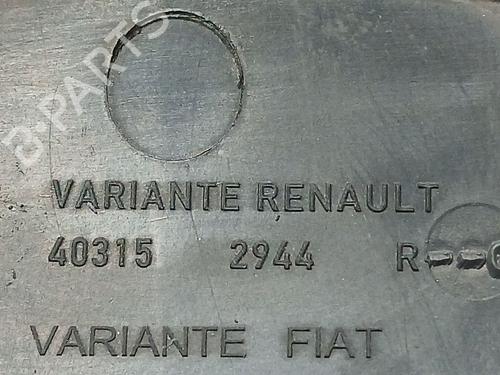 B-PARTS
VARIANTE RENAULT
40315 2944 R
VARIANTE FIAT